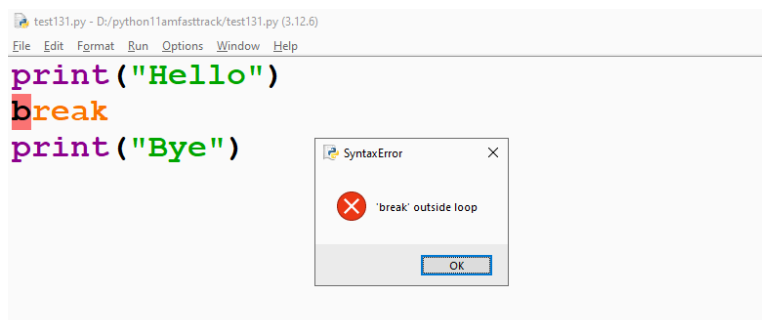 test131.py - D:/python11amfasttrack/test131.py (3.12.6)
File Edit Format Run Options Window Help
print("Hello")
break
print("Bye")
SyntaxError
'break' outside loop
OK